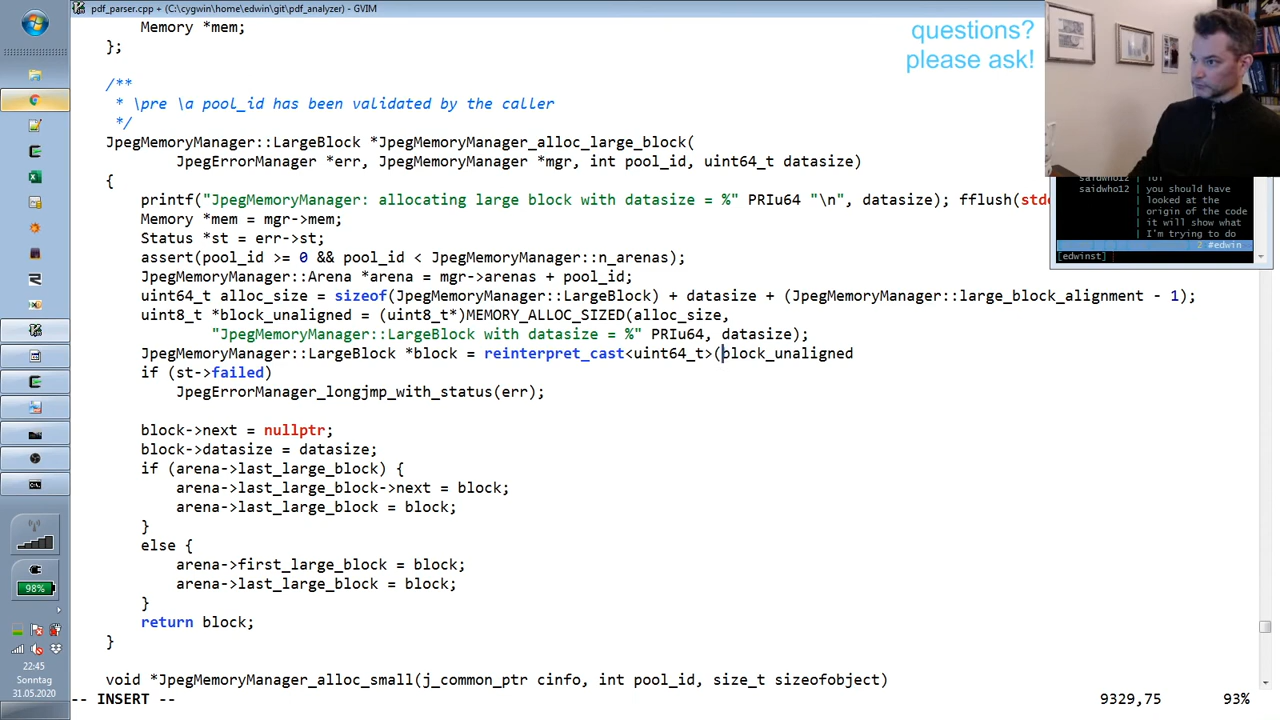 pdf_parser.cpp + (C:\cygwin\home\edwin\git\pdf_analyzer) - GVIM
Memory *mem;
};
/**
* \pre \a pool_id has been validated by the caller
*/
JpegMemoryManager::LargeBlock *JpegMemoryManager_alloc_large_block(
JpegErrorManager *err, JpegMemoryManager *mgr, int pool_id, uint64_t datasize)
{
printf("JpegMemoryManager: allocating large block with datasize = %" PRIu64 "\n", datasize); fflush(
Memory *mem = mgr->mem;
Status *st = err->st;
assert(pool_id >= 0 && pool_id < JpegMemoryManager::n_arenas);
JpegMemoryManager::Arena *arena = mgr->arenas + pool_id;
uint64_t alloc_size = sizeof(JpegMemoryManager::LargeBlock) + datasize + (JpegMemoryManager::large_block_alignment - 1);
uint8_t *block_unaligned = (uint8_t*)MEMORY_ALLOC_SIZED(alloc_size,
"JpegMemoryManager::LargeBlock with datasize = %" PRIu64, datasize);
JpegMemoryManager::LargeBlock *block = reinterpret_cast<uint64_t>(block_unaligned
if (st->failed)
JpegErrorManager_longjmp_with_status(err);
block->next = nullptr;
block->datasize = datasize;
if (arena->last_large_block) {
arena->last_large_block->next = block;
arena->last_large_block = block;
}
else {
arena->first_large_block = block;
arena->last_large_block = block;
}
return block;
}
void *JpegMemoryManager_alloc_small(j_common_ptr cinfo, int pool_id, size_t sizeofobject)
-- INSERT --
9329,75
93%
questions?
please ask!
saidwho12 | lol
saidwho12 | you should have
| looked at the
| origin of the code
| it will show what
| I'm trying to do
2 #edwin
[edwinst]
98%
22:45
Sonntag
31.05.2020